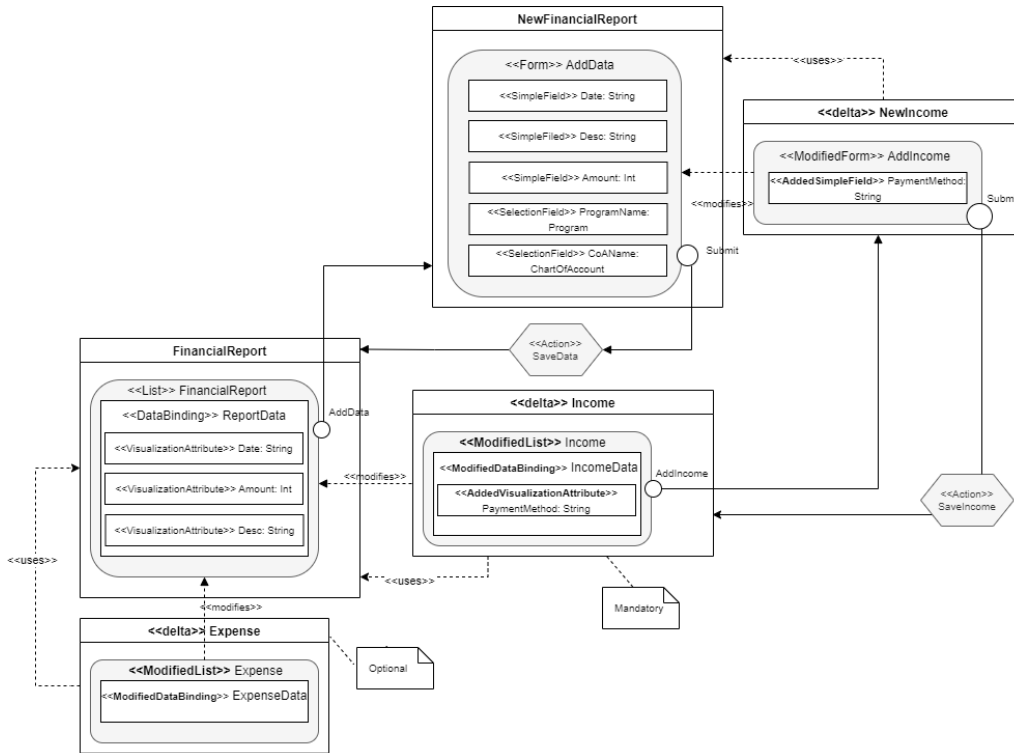 NewFinancialReport
<<Form>> AddData
<<SimpleField>> Date: String
<<SimpleFiled>> Desc: String
<<SimpleField>> Amount: Int
<<SelectionField>> ProgramName:
Program
<<SelectionField>> CoAName:
ChartOfAccount
Submit
<<uses>>
<<delta>> NewIncome
<<ModifiedForm>> AddIncome
<<AddedSimpleField>> PaymentMethod:
String
Subm
<<modifies>>
<<Action>>
SaveData
FinancialReport
<<List>> FinancialReport
<<DataBinding>> ReportData
<<VisualizationAttribute>> Date: String
<<VisualizationAttribute>> Amount: Int
<<VisualizationAttribute>> Desc: String
AddData
<<modifies>>
<<delta>> Income
<<ModifiedList>> Income
<<ModifiedDataBinding>> IncomeData
<<AddedVisualizationAttribute>>
PaymentMethod: String
AddIncome
<<Action>>
SaveIncome
<<uses>>
<<uses>>
Mandatory
<<modifies>>
<<delta>> Expense
<<ModifiedList>> Expense
<<ModifiedDataBinding>> ExpenseData
Optional